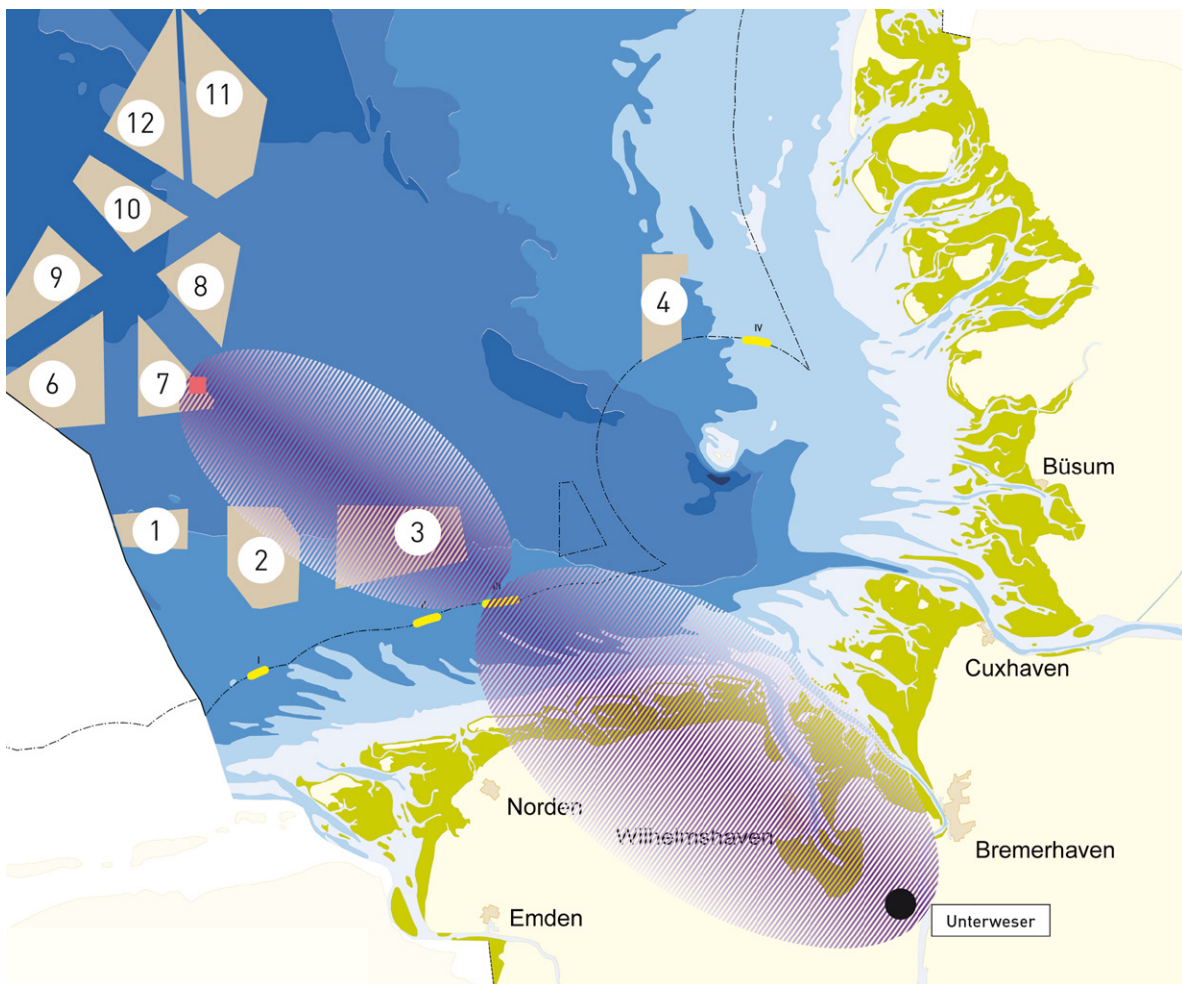 11
12
10
9
8
4
IV
6
7
1
2
3
III
II
I
Büsum
Cuxhaven
Norden
Wilhelmshaven
Bremerhaven
Emden
Unterweser